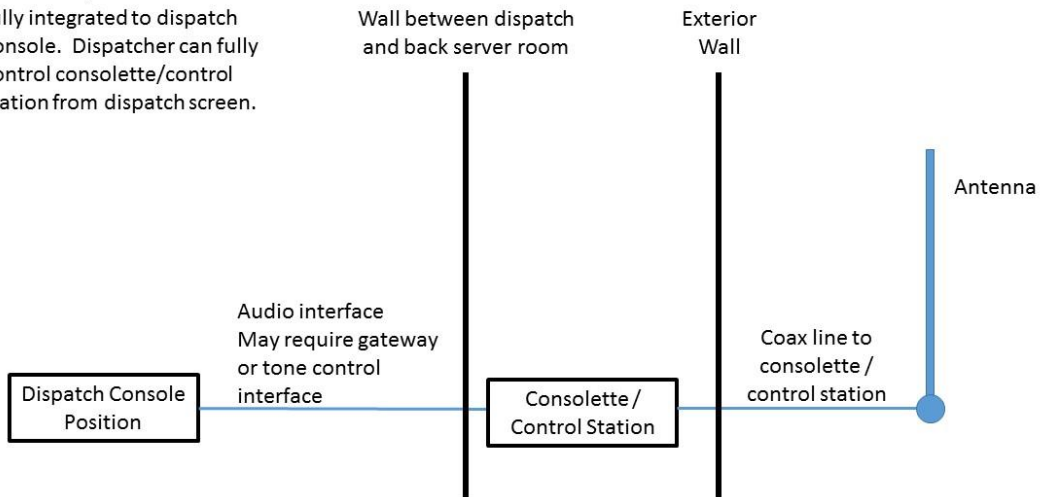 ully integrated to dispatch
onsole.  Dispatcher can fully
ontrol consolette/control
ation from dispatch screen.
Wall between dispatch
and back server room
Exterior
Wall
Antenna
Audio interface
May require gateway
or tone control
interface
Coax line to
consolette /
control station
Dispatch Console
Position
Consolette /
Control Station